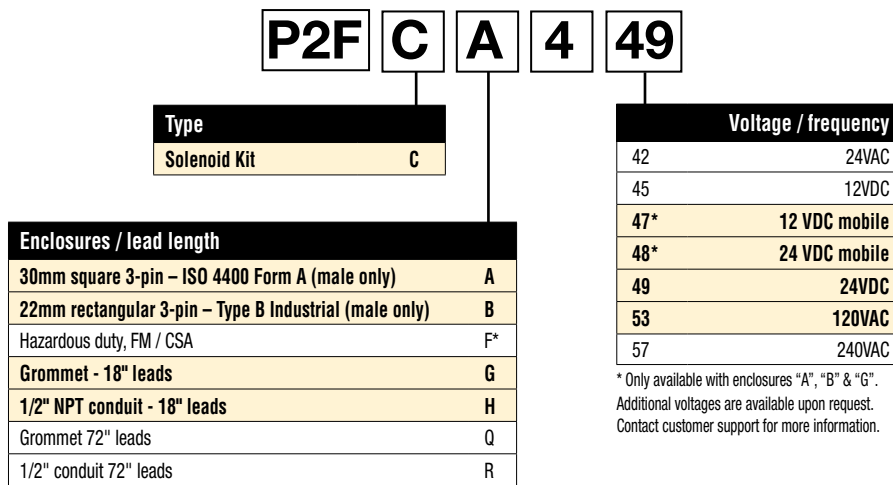 P2F C A 4 49
Type
Solenoid Kit C
Enclosures / lead length
30mm square 3-pin – ISO 4400 Form A (male only) A
22mm rectangular 3-pin – Type B Industrial (male only) B
Hazardous duty, FM / CSA F*
Grommet - 18" leads G
1/2" NPT conduit - 18" leads H
Grommet 72" leads Q
1/2" conduit 72" leads R
Voltage / frequency
42 24VAC
45 12VDC
47* 12 VDC mobile
48* 24 VDC mobile
49 24VDC
53 120VAC
57 240VAC
* Only available with enclosures “A”, “B” & “G”.
Additional voltages are available upon request.
Contact customer support for more information.